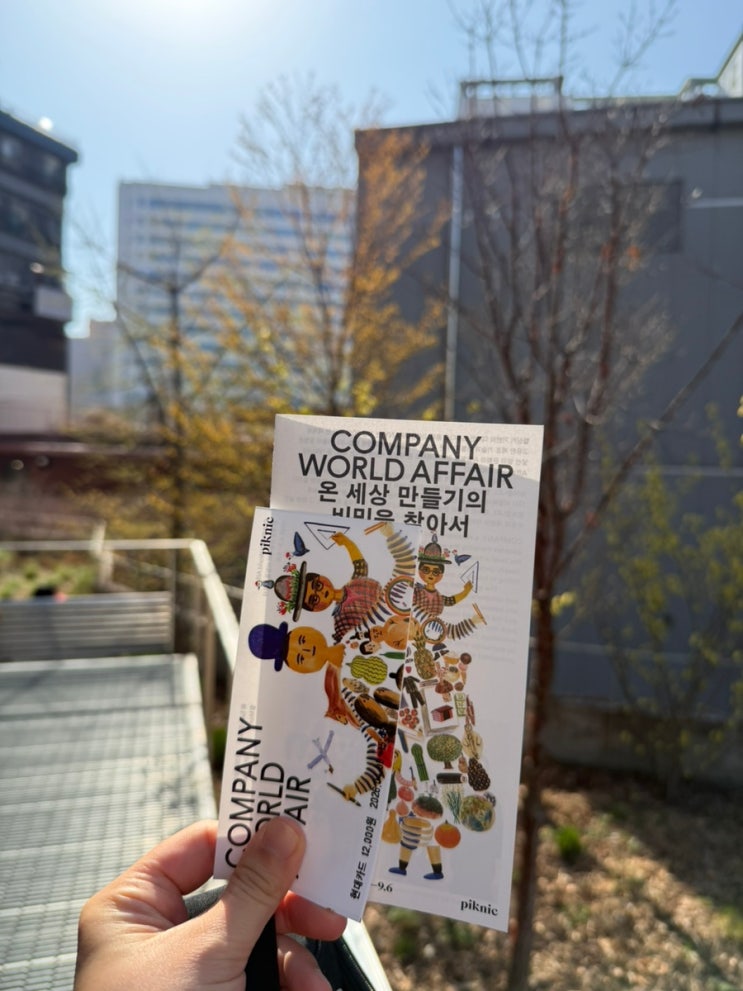 COMPANY
WORLD AFFAIR
온 세상 만들기의
비밀을 찾아서
piknic
COMPANY
WORLD
AFFAIR
현대카드 12,000원
–9.6
piknic